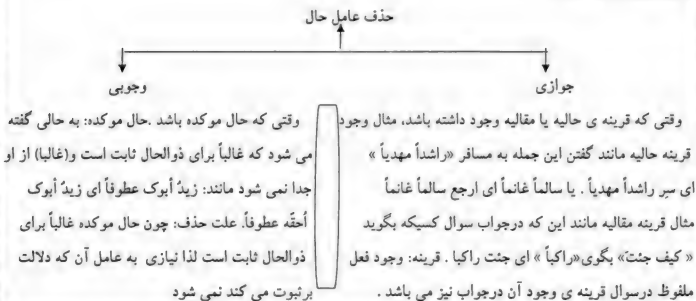 حذف عامل حال
جوازی
وجوبی
وقتی که قرینه ی حالیه یا مقالیه وجود داشته باشد، مثال وجود
قرینه حالیه مانند گفتن این جمله به مسافر «راشداً مهدیاً »
ای سِر راشداً مهدیاً . یا سالماً غانماً ای ارجع سالماً غانماً
مثال قرینه مقالیه مانند این که درجواب سوال کسیکه بگوید
« کیف جئتَ» بگوی«راکباً » ای جئت راکبا . قرینه: وجود فعل
ملفوظ درسوال قرینه ی وجود آن درجواب نیز می باشد .
وقتی که حال موکده باشد .حال موکده: به حالی گفته
می شود که غالباً برای ذوالحال ثابت است و(غالبا) از او
جدا نمی شود مانند: زیدٌ أبوک عطوفاً ای زیدٌ أبوک
أحقّه عطوفاً. علت حذف: چون حال موکده غالباً برای
ذوالحال ثابت است لذا نیازی به عامل آن که دلالت
برثبوت می کند نمی شود